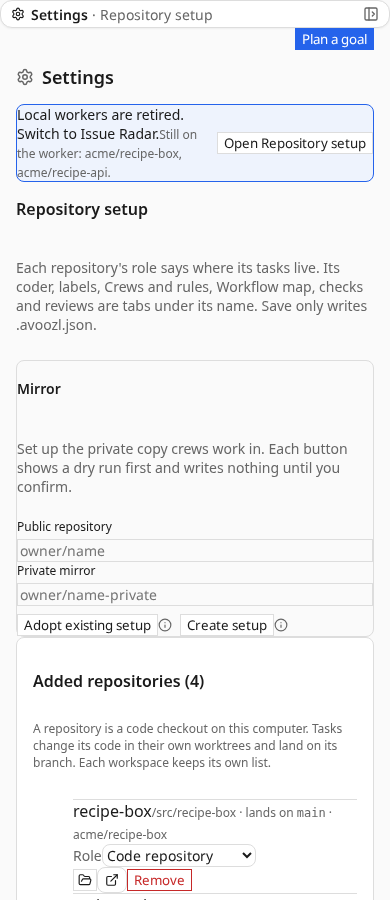 Settings · Repository setup
Plan a goal
Settings
Local workers are retired.
Switch to Issue Radar.Still on
the worker: acme/recipe-box,
acme/recipe-api.
Open Repository setup
Repository setup
Each repository's role says where its tasks live. Its
coder, labels, Crews and rules, Workflow map, checks
and reviews are tabs under its name. Save only writes
.avoozl.json.
Mirror
Set up the private copy crews work in. Each button
shows a dry run first and writes nothing until you
confirm.
Public repository
owner/name
Private mirror
owner/name-private
Adopt existing setup Create setup
Added repositories (4)
A repository is a code checkout on this computer. Tasks
change its code in their own worktrees and land on its
branch. Each workspace keeps its own list.
recipe-box/src/recipe-box · lands on main ·
acme/recipe-box
Role Code repository
Remove